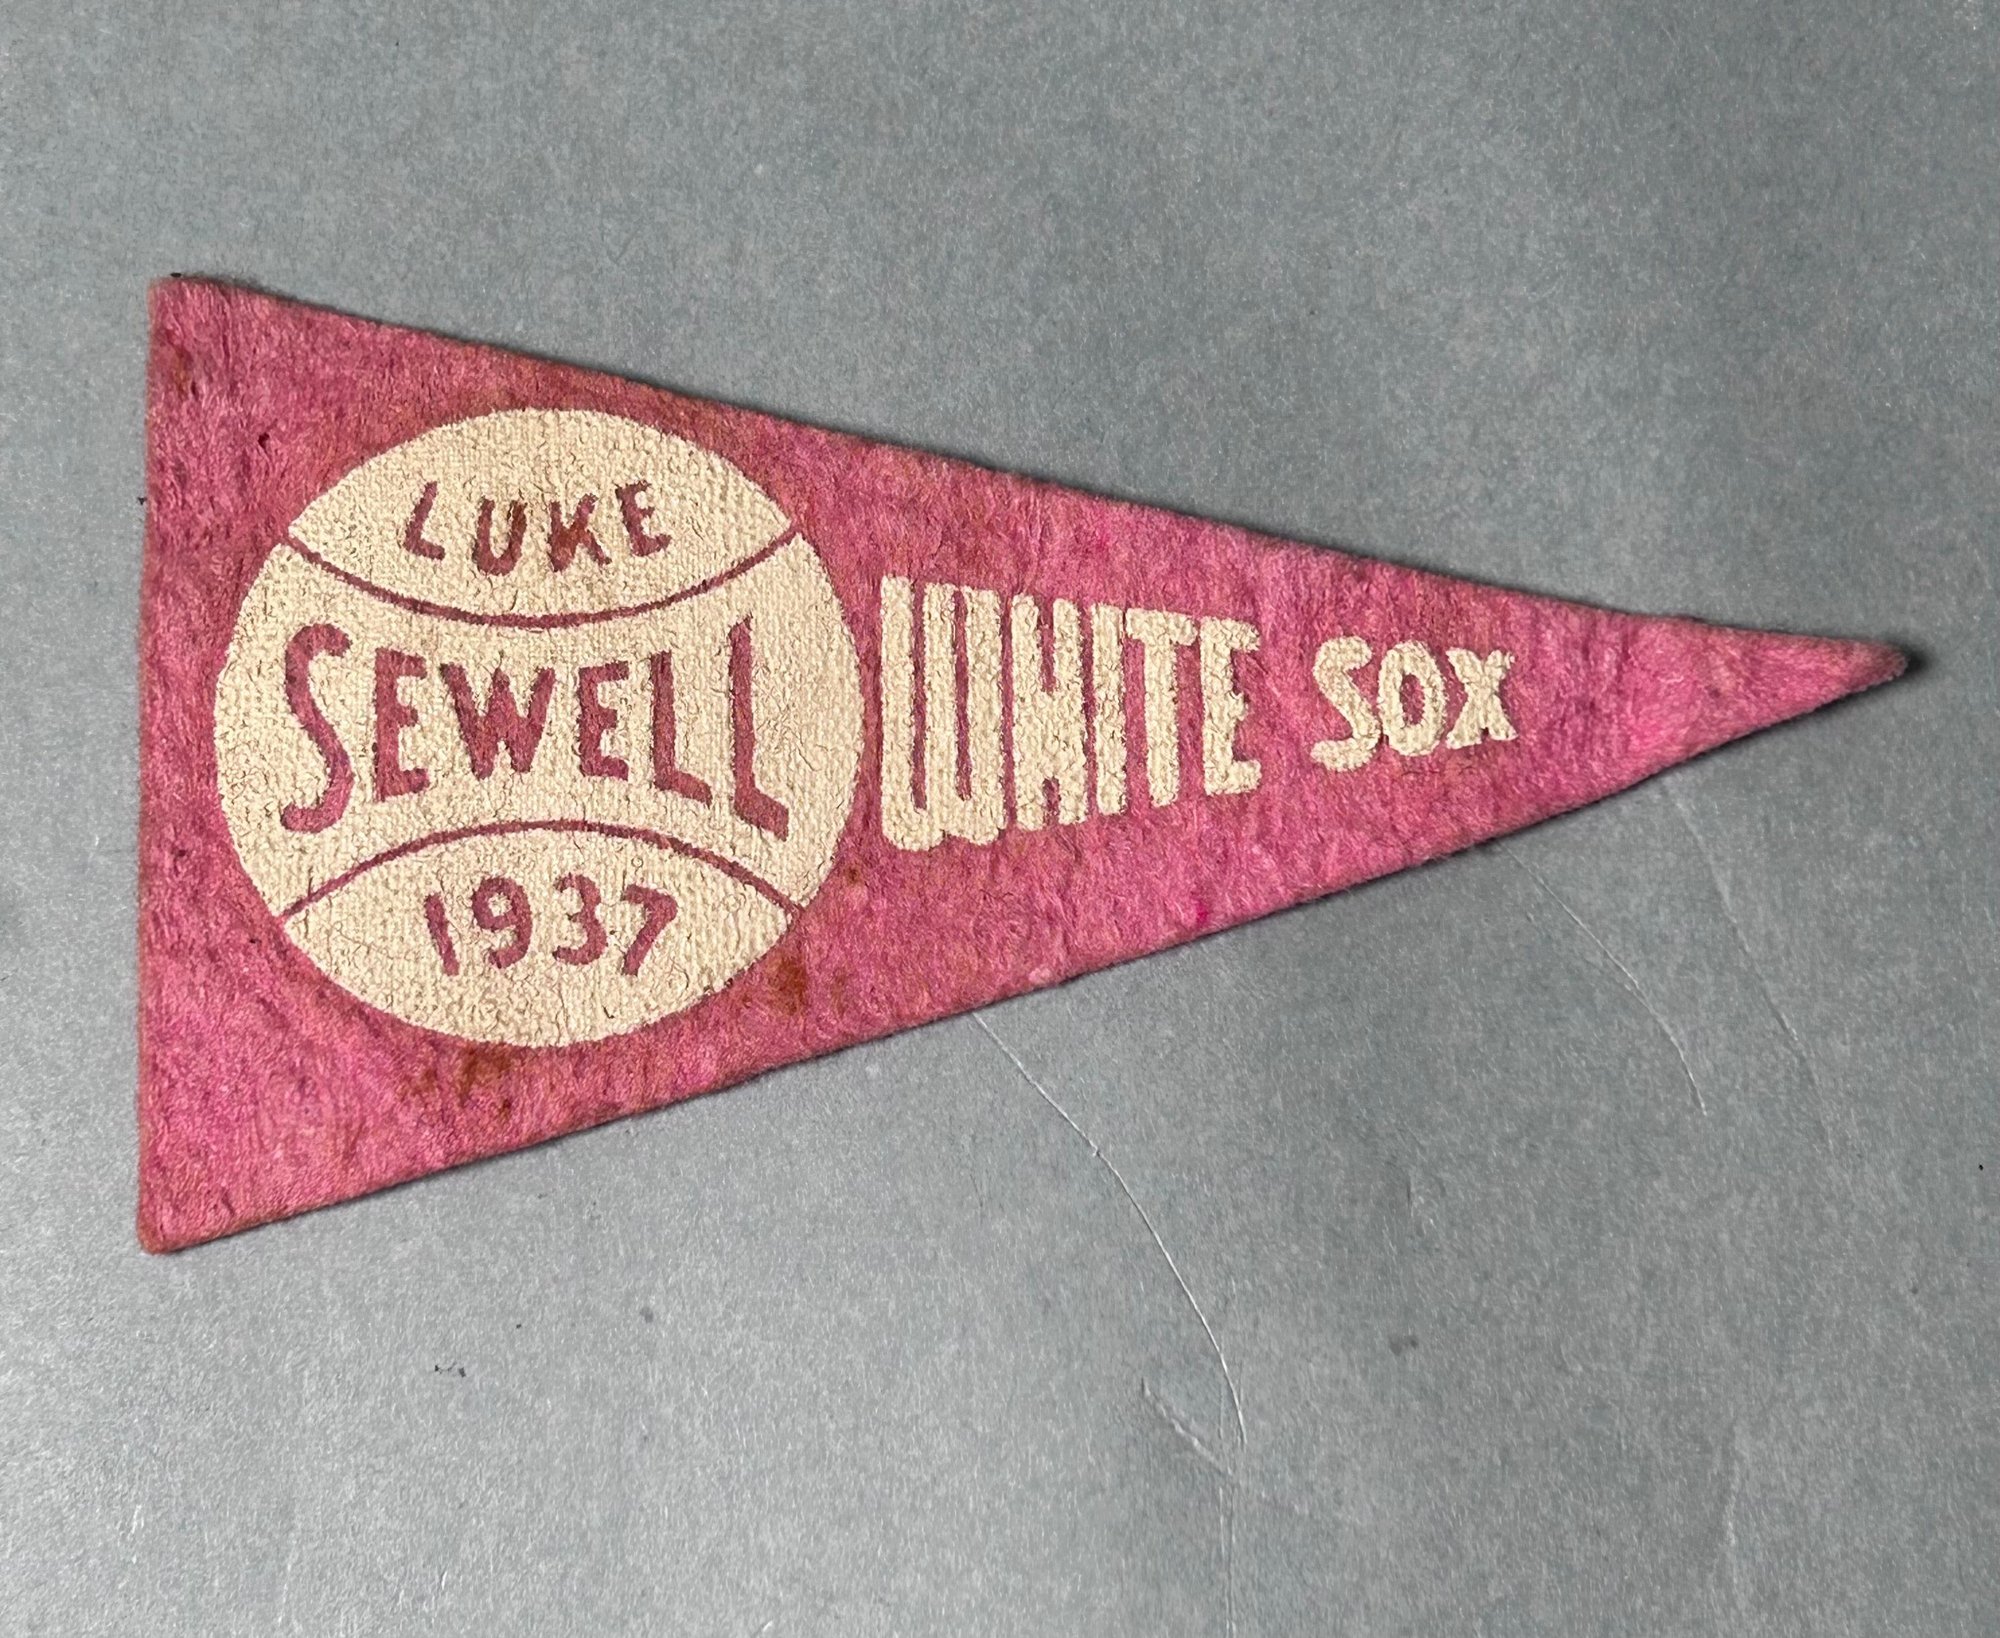 LUKE
SEWELL
1937
WHITE SOX